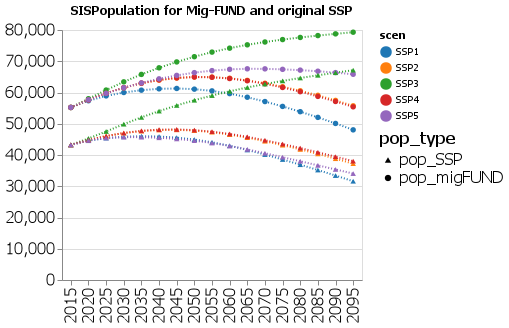 SISPopulation for Mig-FUND and original SSP
80,000
70,000
60,000
50,000
40,000
30,000
20,000
10,000
0
2015
2020
2025
2030
2035
2040
2045
2050
2055
2060
2065
2070
2075
2080
2085
2090
2095
scen
SSP1
SSP2
SSP3
SSP4
SSP5
pop_type
pop_SSP
pop_migFUND